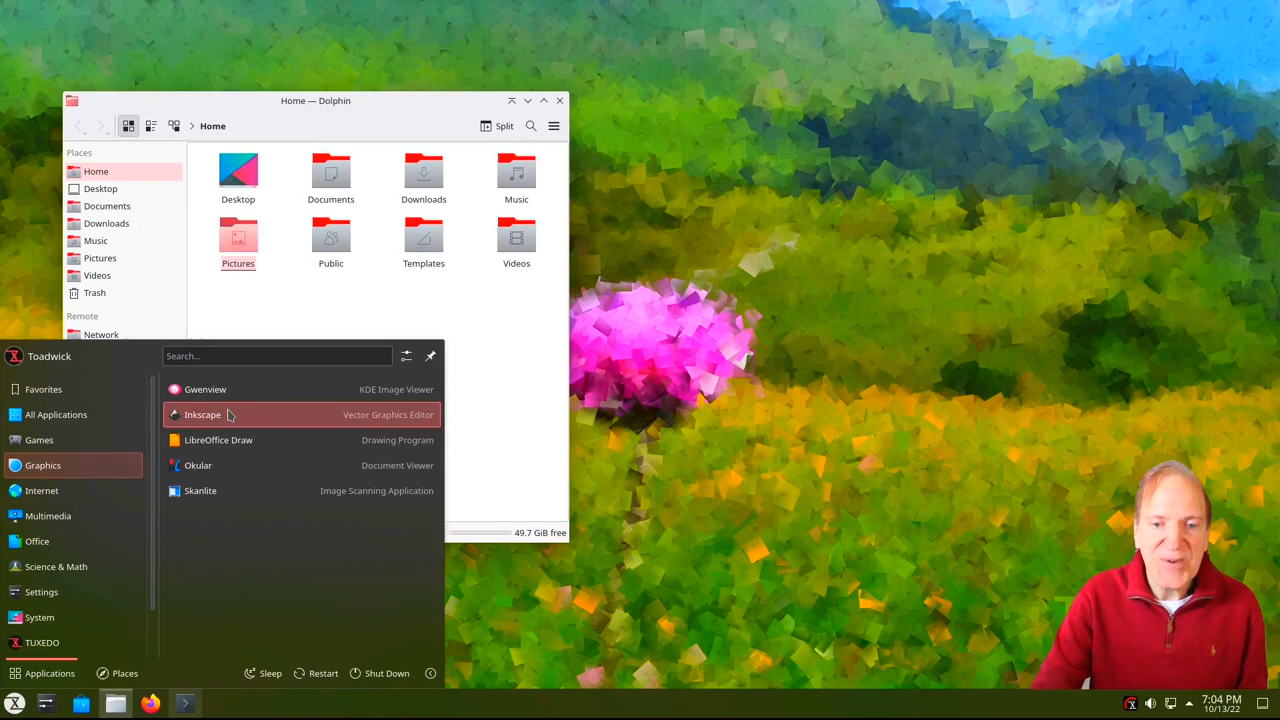 Home — Dolphin
Home
Split
Places
Home
Desktop
Documents
Downloads
Music
Pictures
Videos
Trash
Remote
Network
Desktop
Documents
Downloads
Music
Pictures
Public
Templates
Videos
49.7 GiB free
Toadwick
Search...
Favorites
All Applications
Games
Graphics
Internet
Multimedia
Office
Science & Math
Settings
System
TUXEDO
Gwenview KDE Image Viewer
Inkscape Vector Graphics Editor
LibreOffice Draw Drawing Program
Okular Document Viewer
Skanlite Image Scanning Application
Applications
Places
Sleep
Restart
Shut Down
7:04 PM
10/13/22